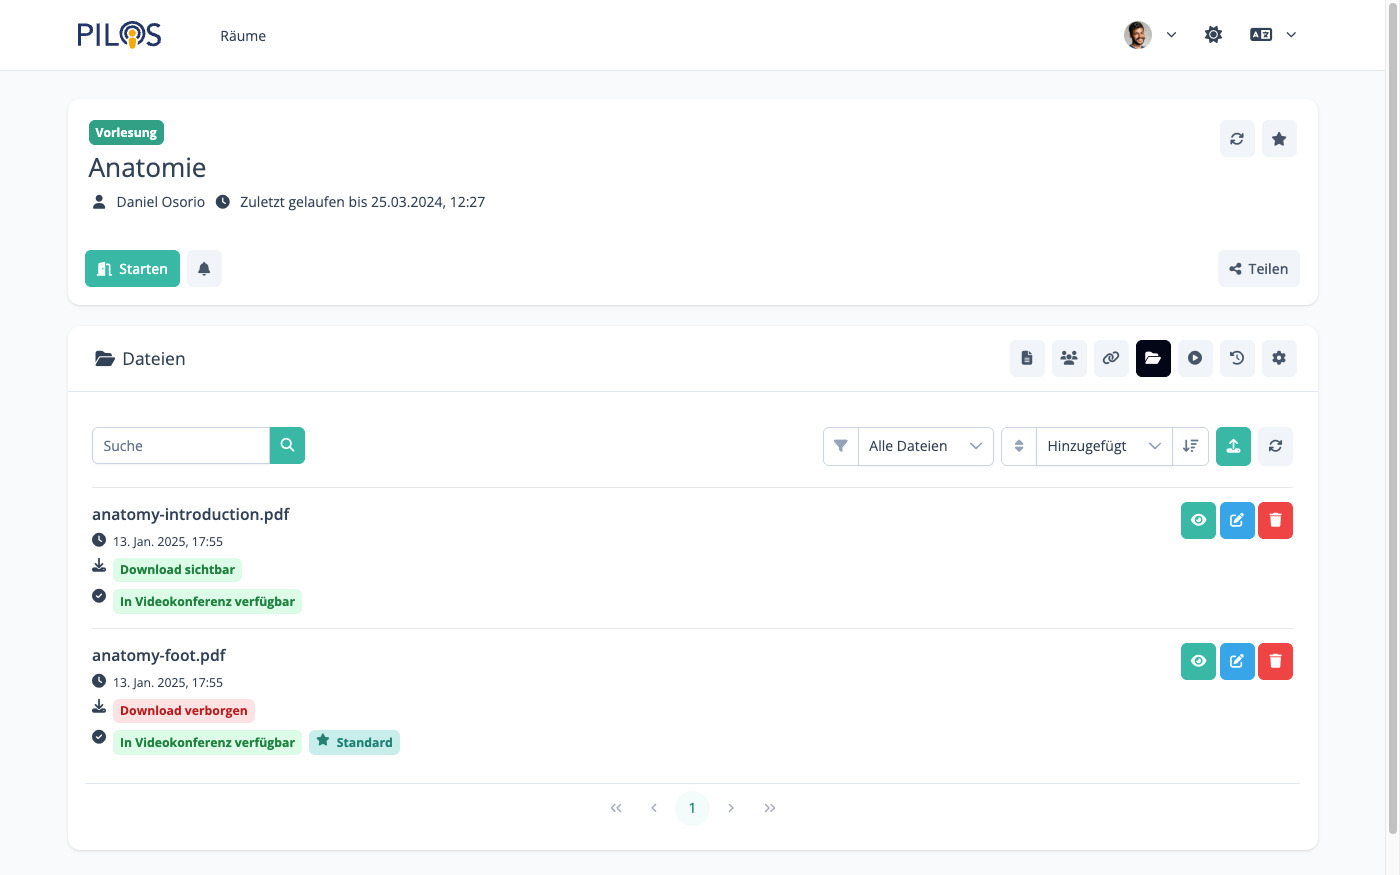 PILOS
Räume
Vorlesung
Anatomie
Daniel Osorio Zuletzt gelaufen bis 25.03.2024, 12:27
Starten
Teilen
Dateien
Suche
Alle Dateien
Hinzugefügt
anatomy-introduction.pdf
13. Jan. 2025, 17:55
Download sichtbar
In Videokonferenz verfügbar
anatomy-foot.pdf
13. Jan. 2025, 17:55
Download verborgen
In Videokonferenz verfügbar Standard
1